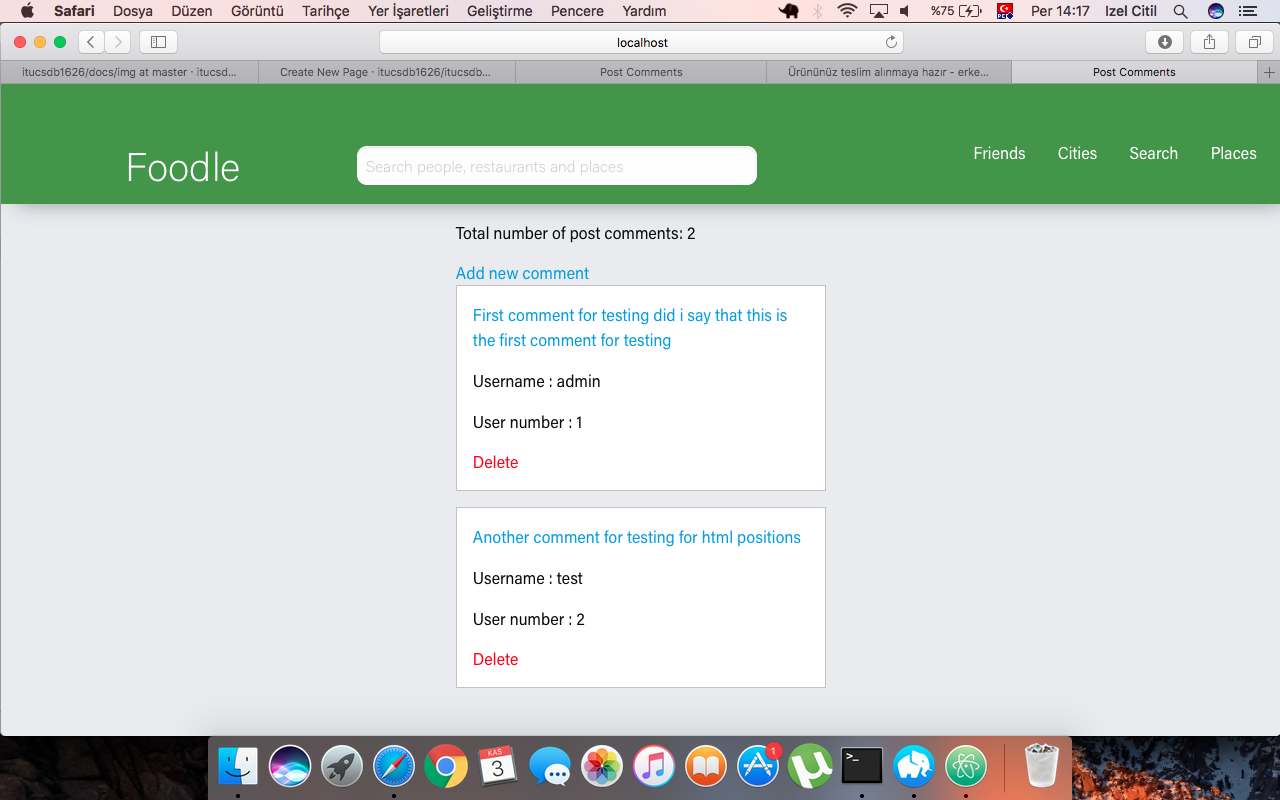 Safari Dosya Düzen Görüntü Tarihçe Yer İşaretleri Geliştirme Pencere Yardım %75 Per 14:17 Izel Citil
localhost
itucsdb1626/docs/img at master · itucsd... Create New Page · itucsdb1626/itucsdb... Post Comments Ürününüz teslim alınmaya hazır - erke... Post Comments
Foodle Search people, restaurants and places Friends Cities Search Places
Total number of post comments: 2
Add new comment
First comment for testing did i say that this is
the first comment for testing
Username : admin
User number : 1
Delete
Another comment for testing for html positions
Username : test
User number : 2
Delete
KAS
3
1
>_